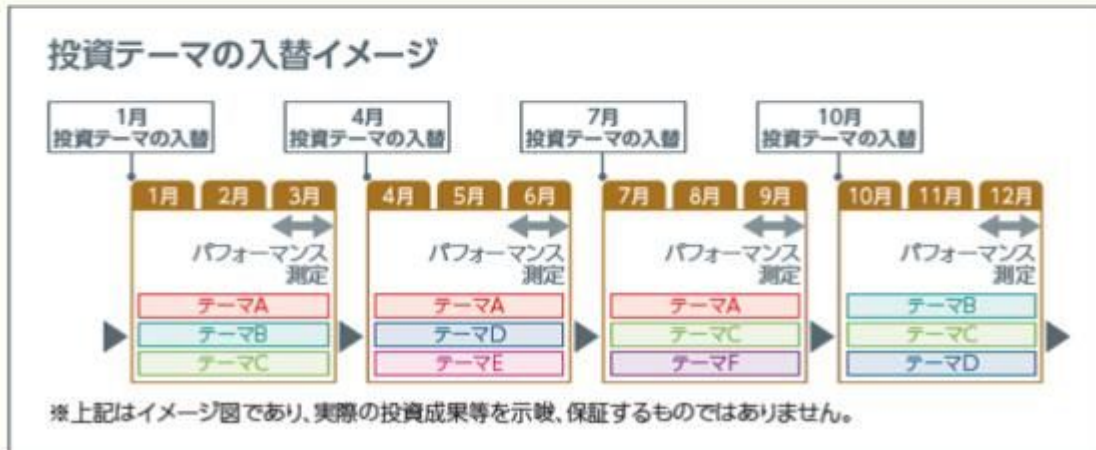 投資テーマの入替イメージ
1月
投資テーマの入替
4月
投資テーマの入替
7月
投資テーマの入替
10月
投資テーマの入替
1月 2月 3月
4月 5月 6月
7月 8月 9月
10月 11月 12月
パフォーマンス
測定
パフォーマンス
測定
パフォーマンス
測定
パフォーマンス
測定
テーマA
テーマB
テーマC
テーマA
テーマD
テーマE
テーマA
テーマC
テーマF
テーマB
テーマC
テーマD
※上記はイメージ図であり、実際の投資成果等を示唆、保証するものではありません。